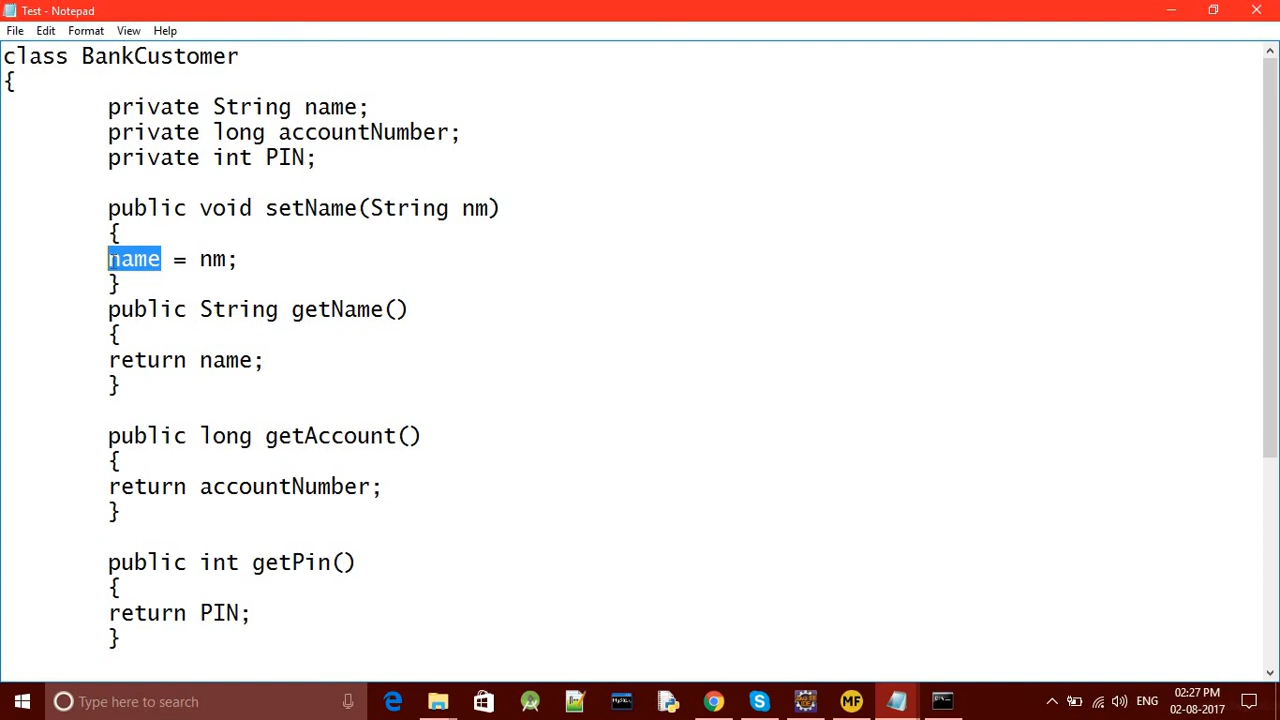 Test - Notepad
File Edit Format View Help
class BankCustomer
{
private String name;
private long accountNumber;
private int PIN;
public void setName(String nm)
{
name = nm;
}
public String getName()
{
return name;
}
public long getAccount()
{
return accountNumber;
}
public int getPin()
{
return PIN;
}
Type here to search
MySQL
MF
ENG
02:27 PM
02-08-2017